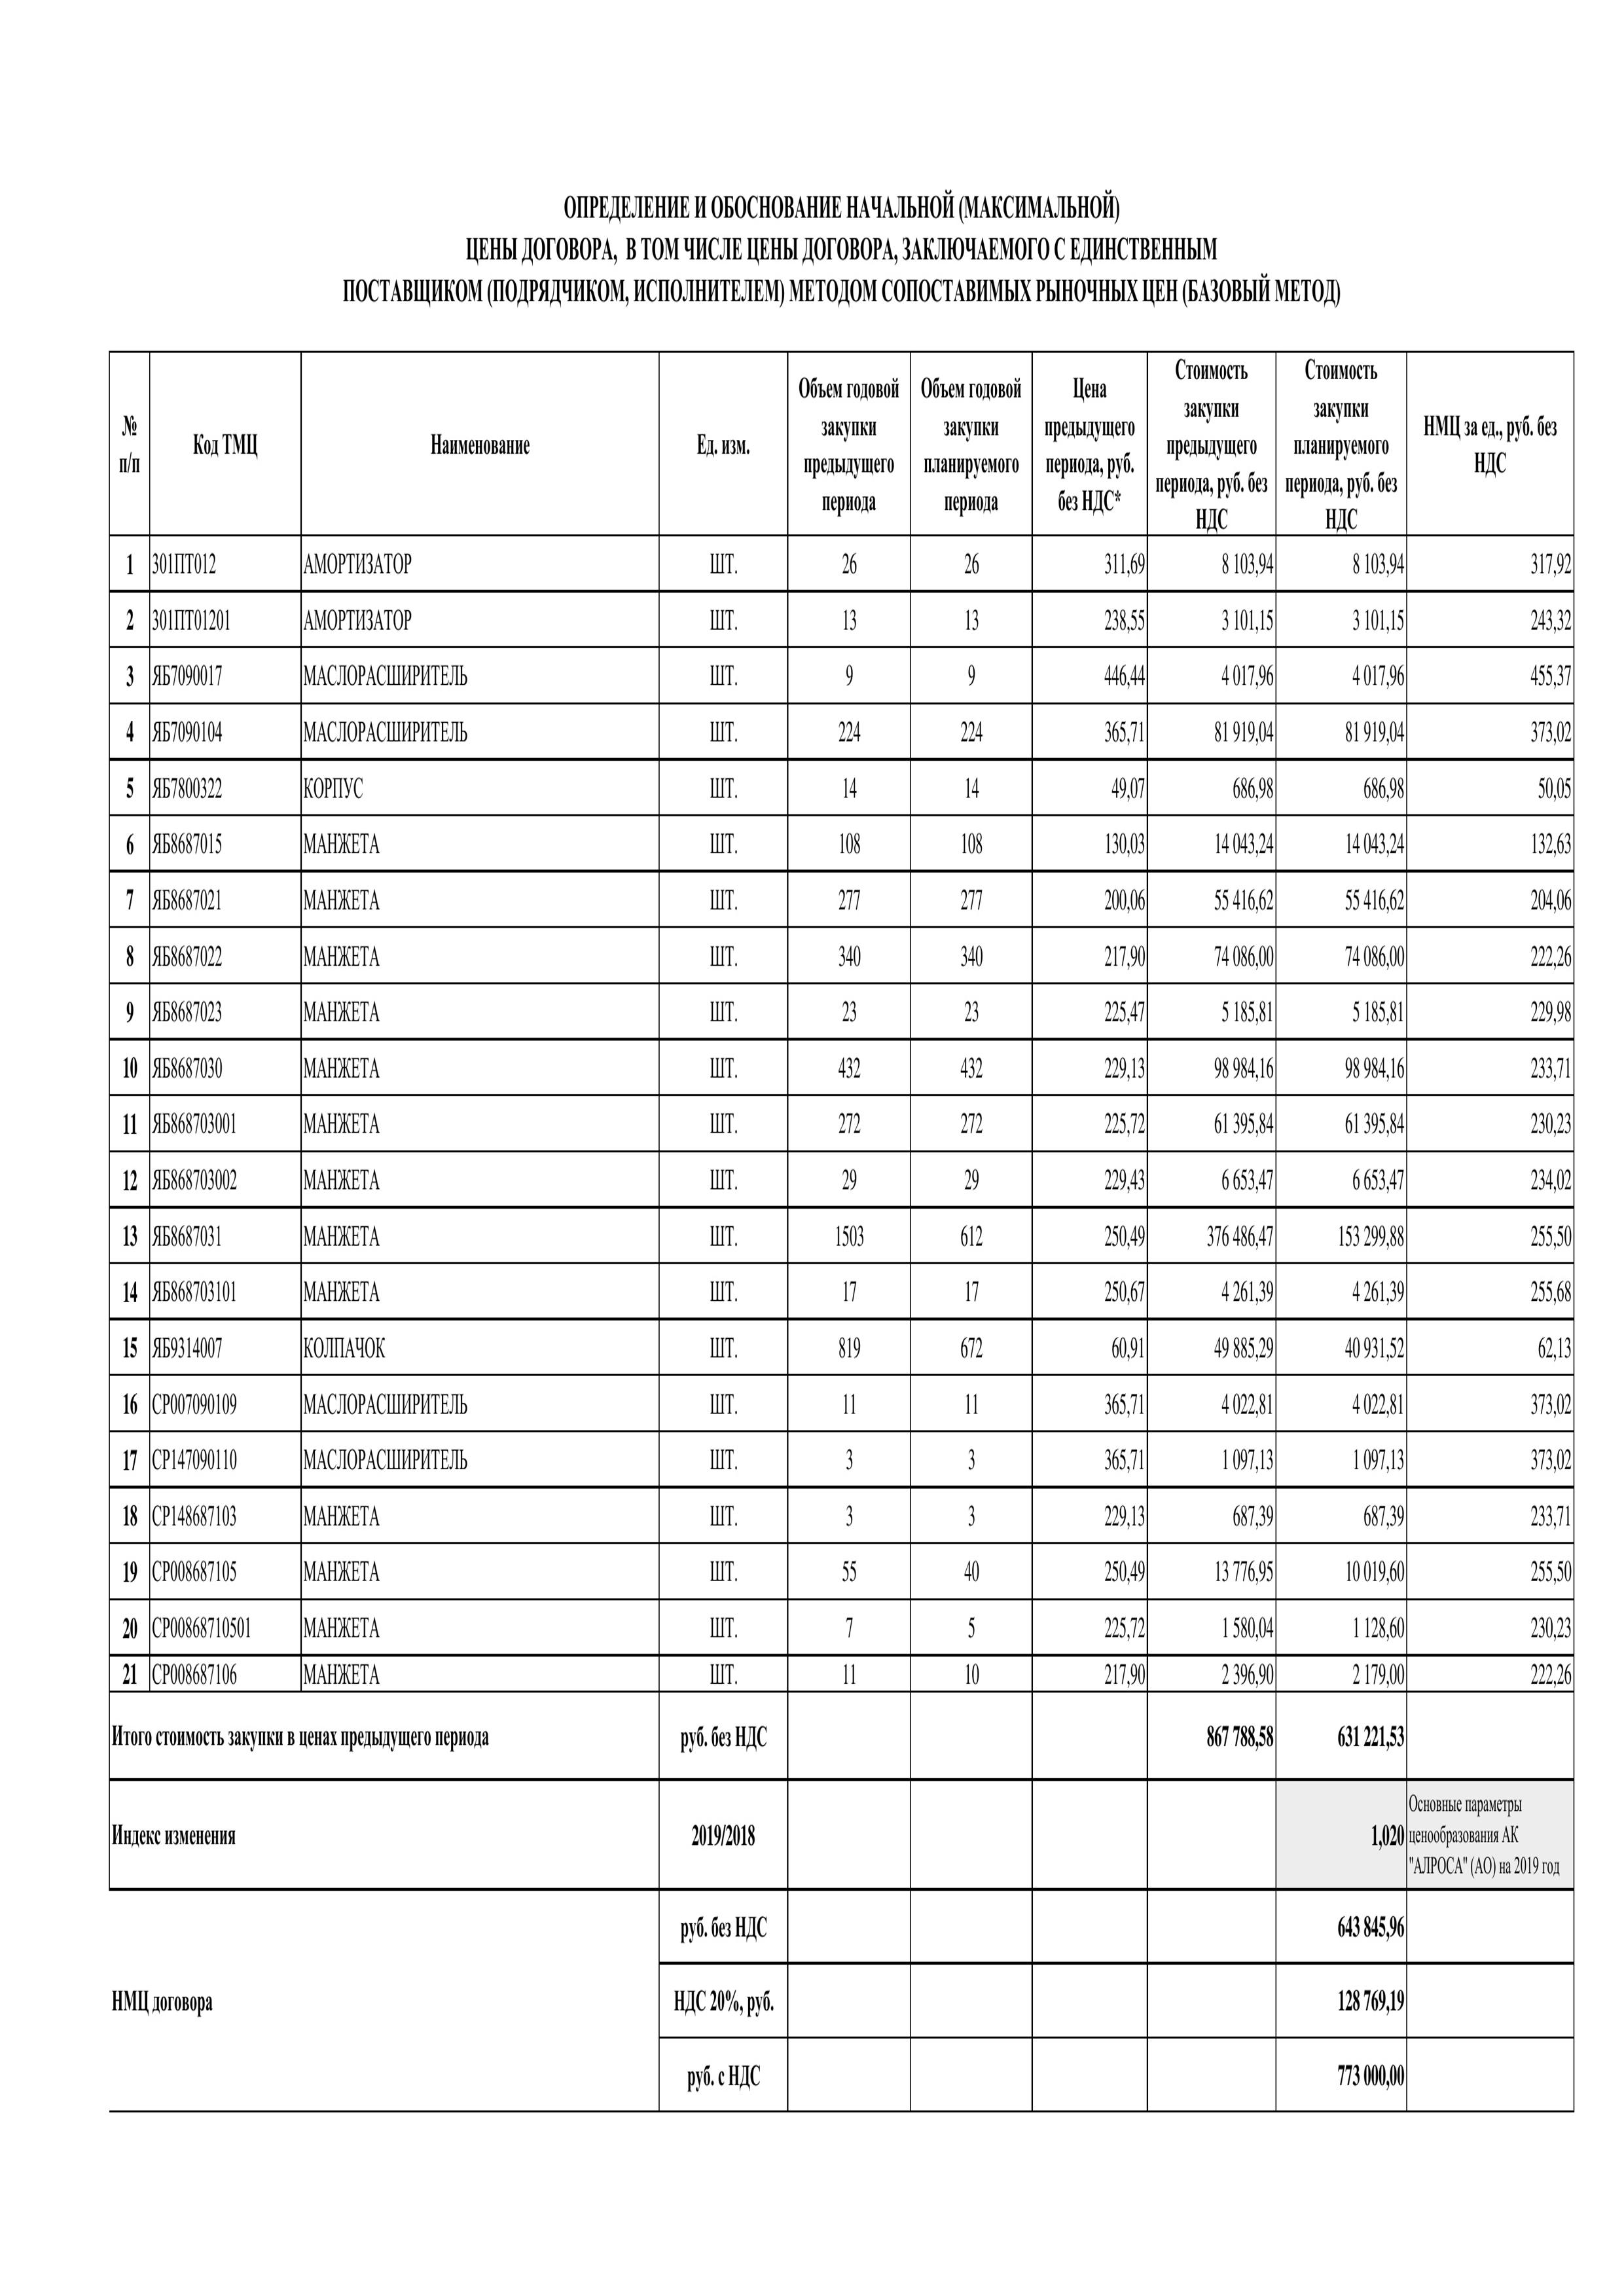 ОПРЕДЕЛЕНИЕ И ОБОСНОВАНИЕ НАЧАЛЬНОЙ (МАКСИМАЛЬНОЙ)
ЦЕНЫ ДОГОВОРА, В ТОМ ЧИСЛЕ ЦЕНЫ ДОГОВОРА, ЗАКЛЮЧАЕМОГО С ЕДИНСТВЕННЫМ
ПОСТАВЩИКОМ (ПОДРЯДЧИКОМ, ИСПОЛНИТЕЛЕМ) МЕТОДОМ СОПОСТАВИМЫХ РЫНОЧНЫХ ЦЕН (БАЗОВЫЙ МЕТОД)
№ п/п Код ТМЦ Наименование Ед. изм. Объем годовой закупки предыдущего периода Объем годовой закупки планируемого периода Цена предыдущего периода, руб. без НДС* Стоимость закупки предыдущего периода, руб. без НДС Стоимость закупки планируемого периода, руб. без НДС НМЦ за ед., руб. без НДС
1 301ПТ012 АМОРТИЗАТОР ШТ. 26 26 311,69 8 103,94 8 103,94 317,92
2 301ПТ01201 АМОРТИЗАТОР ШТ. 13 13 238,55 3 101,15 3 101,15 243,32
3 ЯБ7090017 МАСЛОРАСШИРИТЕЛЬ ШТ. 9 9 446,44 4 017,96 4 017,96 455,37
4 ЯБ7090104 МАСЛОРАСШИРИТЕЛЬ ШТ. 224 224 365,71 81 919,04 81 919,04 373,02
5 ЯБ7800322 КОРПУС ШТ. 14 14 49,07 686,98 686,98 50,05
6 ЯБ8687015 МАНЖЕТА ШТ. 108 108 130,03 14 043,24 14 043,24 132,63
7 ЯБ8687021 МАНЖЕТА ШТ. 277 277 200,06 55 416,62 55 416,62 204,06
8 ЯБ8687022 МАНЖЕТА ШТ. 340 340 217,90 74 086,00 74 086,00 222,26
9 ЯБ8687023 МАНЖЕТА ШТ. 23 23 225,47 5 185,81 5 185,81 229,98
10 ЯБ8687030 МАНЖЕТА ШТ. 432 432 229,13 98 984,16 98 984,16 233,71
11 ЯБ868703001 МАНЖЕТА ШТ. 272 272 225,72 61 395,84 61 395,84 230,23
12 ЯБ868703002 МАНЖЕТА ШТ. 29 29 229,43 6 653,47 6 653,47 234,02
13 ЯБ8687031 МАНЖЕТА ШТ. 1503 612 250,49 376 486,47 153 299,88 255,50
14 ЯБ868703101 МАНЖЕТА ШТ. 17 17 250,67 4 261,39 4 261,39 255,68
15 ЯБ9314007 КОЛПАЧОК ШТ. 819 672 60,91 49 885,29 40 931,52 62,13
16 СР007090109 МАСЛОРАСШИРИТЕЛЬ ШТ. 11 11 365,71 4 022,81 4 022,81 373,02
17 СР147090110 МАСЛОРАСШИРИТЕЛЬ ШТ. 3 3 365,71 1 097,13 1 097,13 373,02
18 СР148687103 МАНЖЕТА ШТ. 3 3 229,13 687,39 687,39 233,71
19 СР008687105 МАНЖЕТА ШТ. 55 40 250,49 13 776,95 10 019,60 255,50
20 СР00868710501 МАНЖЕТА ШТ. 7 5 225,72 1 580,04 1 128,60 230,23
21 СР008687106 МАНЖЕТА ШТ. 11 10 217,90 2 396,90 2 179,00 222,26
Итого стоимость закупки в ценах предыдущего периода руб. без НДС 867 788,58 631 221,53
Индекс изменения 2019/2018 1,020 Основные параметры ценообразования АК "АЛРОСА" (АО) на 2019 год
НМЦ договора
руб. без НДС 643 845,96
НДС 20%, руб. 128 769,19
руб. с НДС 773 000,00